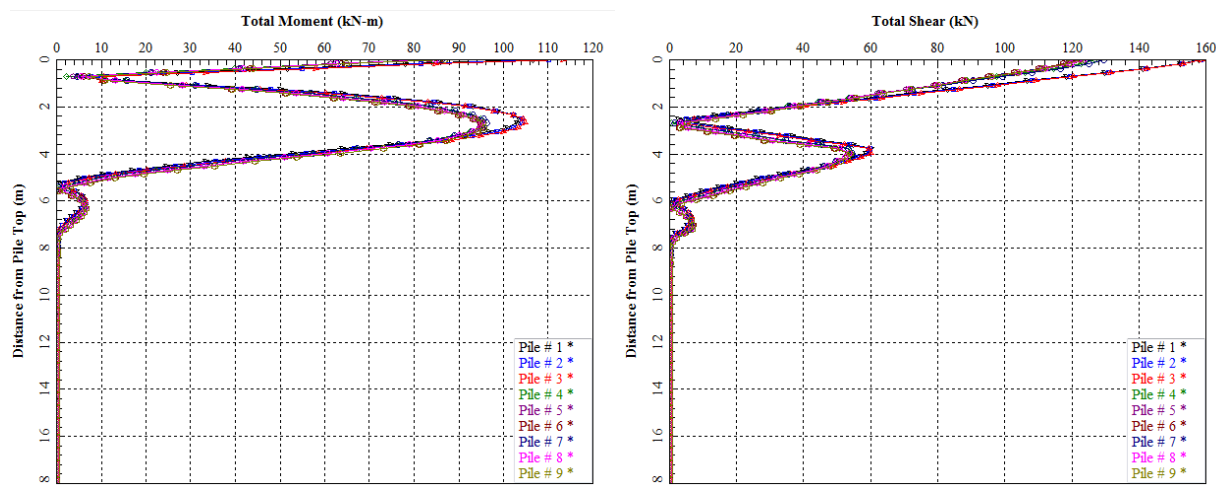 Total Moment (kN-m)
0 10 20 30 40 50 60 70 80 90 100 110 120
Distance from Pile Top (m)
0
2
4
6
8
10
12
14
16
8
Pile # 1 *
Pile # 2 *
Pile # 3 *
Pile # 4 *
Pile # 5 *
Pile # 6 *
Pile # 7 *
Pile # 8 *
Pile # 9 *
Total Shear (kN)
0 20 40 60 80 100 120 140 160
Distance from Pile Top (m)
0
2
4
6
8
10
12
14
16
8
Pile # 1 *
Pile # 2 *
Pile # 3 *
Pile # 4 *
Pile # 5 *
Pile # 6 *
Pile # 7 *
Pile # 8 *
Pile # 9 *